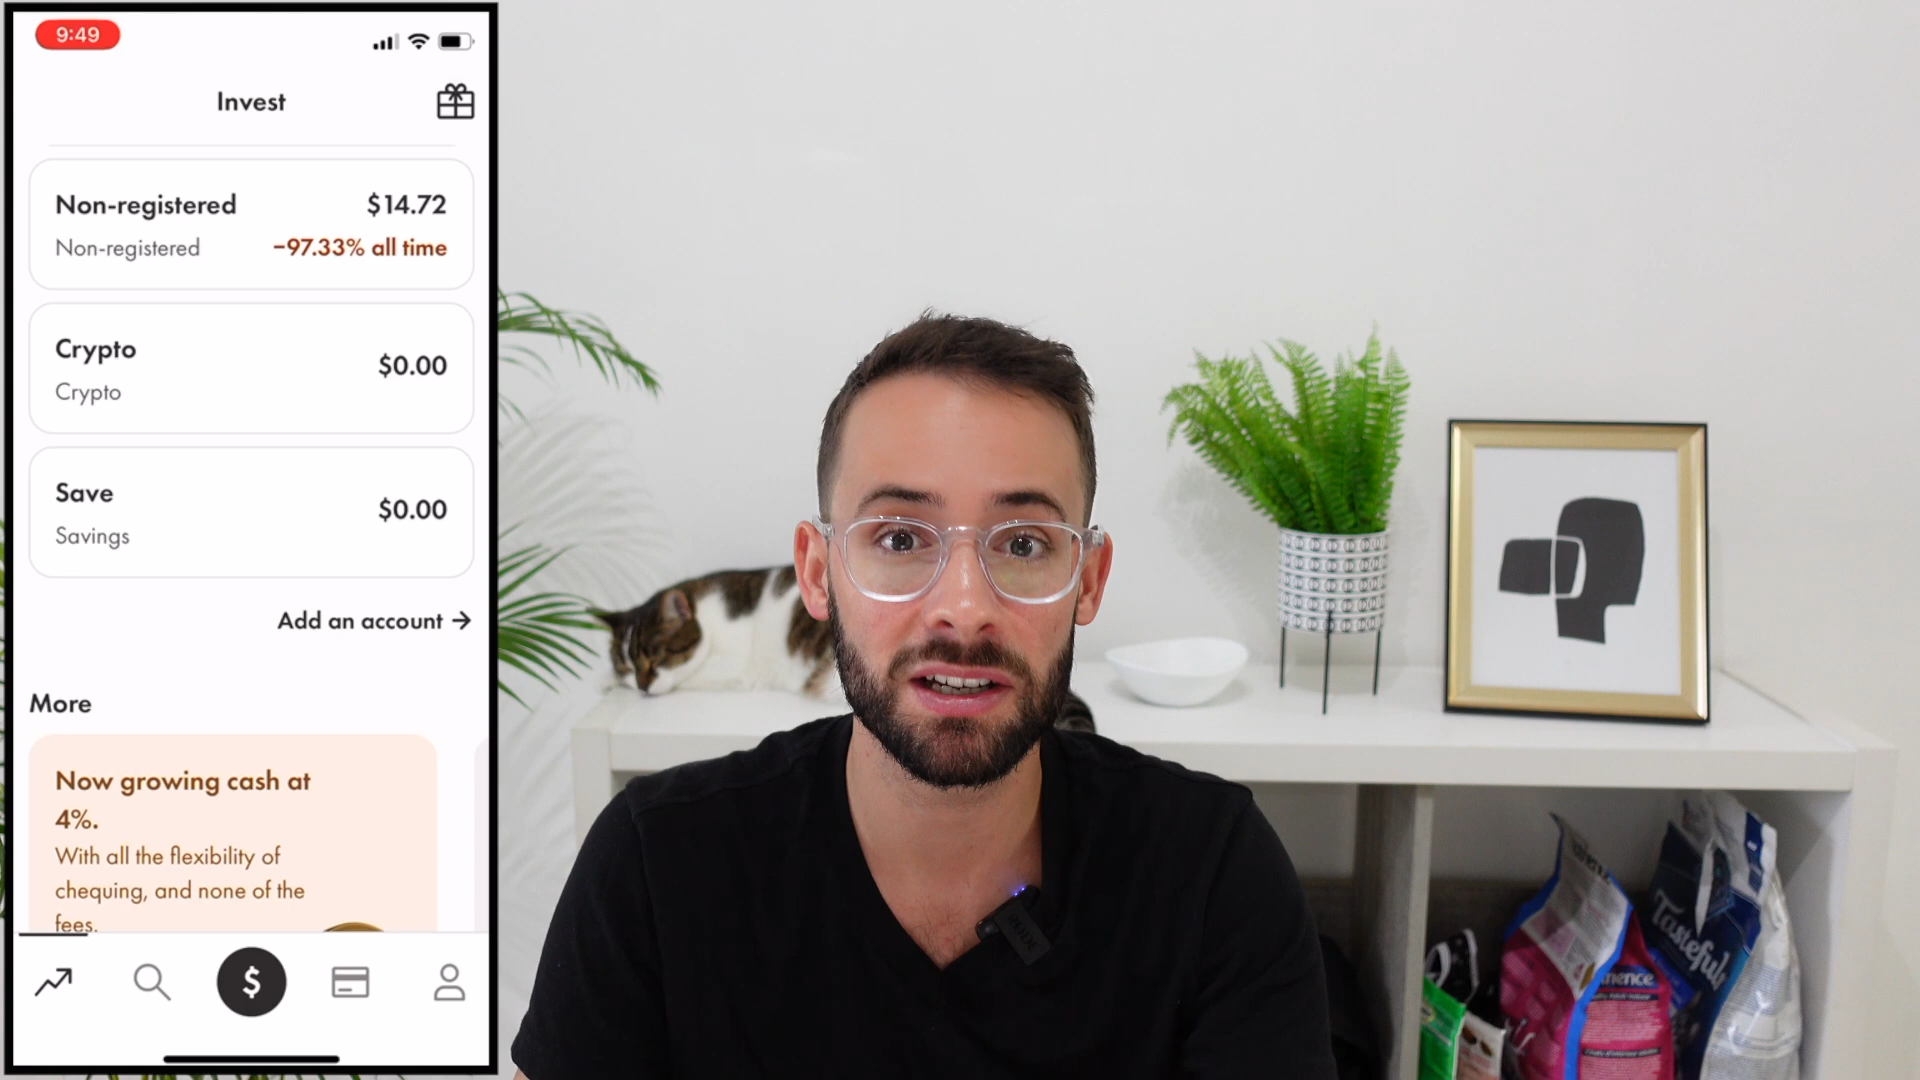 9:49
Invest
Non-registered $14.72
Non-registered −97.33% all time
Crypto $0.00
Crypto
Save $0.00
Savings
Add an account →
More
Now growing cash at
4%.
With all the flexibility of
chequing, and none of the
fees.
$
RODE
Tasteful